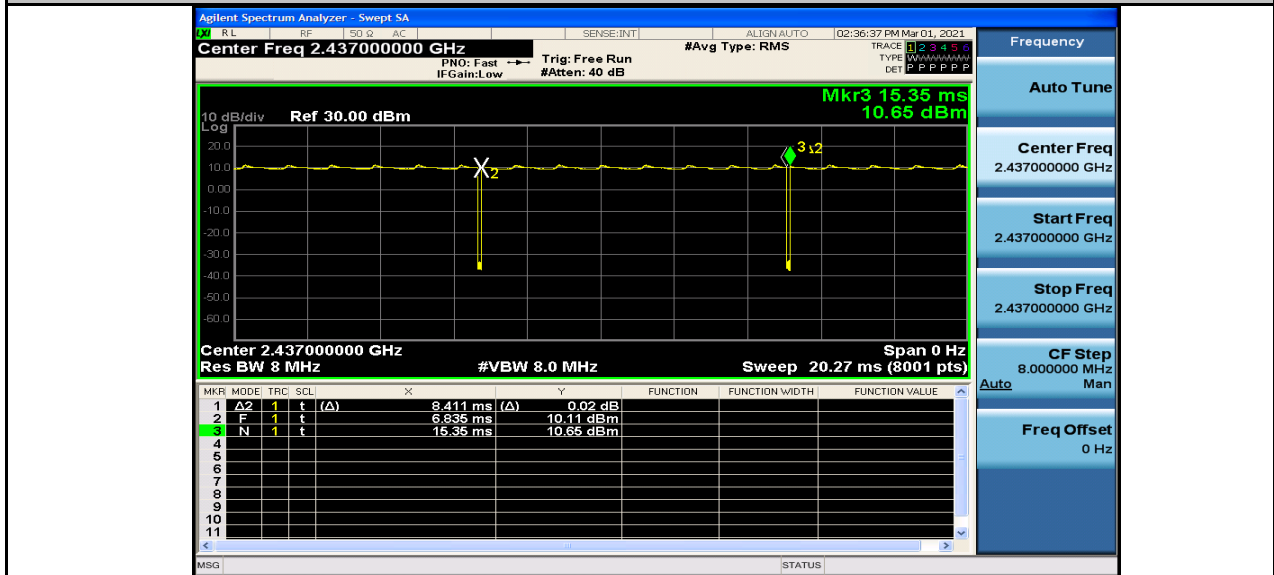 Agilent Spectrum Analyzer - Swept SA
LXI RL RF 50 Ω AC SENSE:INT ALIGN AUTO 02:36:37 PM Mar 01, 2021
Center Freq 2.437000000 GHz
PNO: Fast
IFGain:Low
Trig: Free Run
#Atten: 40 dB
#Avg Type: RMS
TRACE 1 2 3 4 5 6
TYPE WWWWWW
DET P P P P P P
Mkr3 15.35 ms
10.65 dBm
10 dB/div
Log
Ref 30.00 dBm
20.0
10.0
0.00
-10.0
-20.0
-30.0
-40.0
-50.0
-60.0
2
3 Δ2
Center 2.437000000 GHz Span 0 Hz
Res BW 8 MHz #VBW 8.0 MHz Sweep 20.27 ms (8001 pts)
MKR MODE TRC SCL X Y FUNCTION FUNCTION WIDTH FUNCTION VALUE
1 Δ2 1 t (Δ) 8.411 ms (Δ) 0.02 dB
2 F 1 t 6.835 ms 10.11 dBm
3 N 1 t 15.35 ms 10.65 dBm
4
5
6
7
8
9
10
11
MSG STATUS
Frequency
Auto Tune
Center Freq
2.437000000 GHz
Start Freq
2.437000000 GHz
Stop Freq
2.437000000 GHz
CF Step
8.000000 MHz
Auto Man
Freq Offset
0 Hz